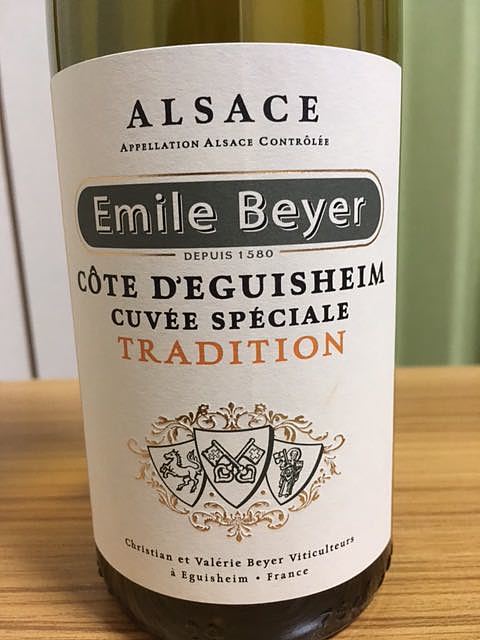 ALSACE
APPELLATION ALSACE CONTRÔLÉE
Emile Beyer
DEPUIS 1580
CÔTE D'EGUISHEIM
CUVÉE SPÉCIALE
TRADITION
Christian et Valérie Beyer Viticulteurs
à Eguisheim • France